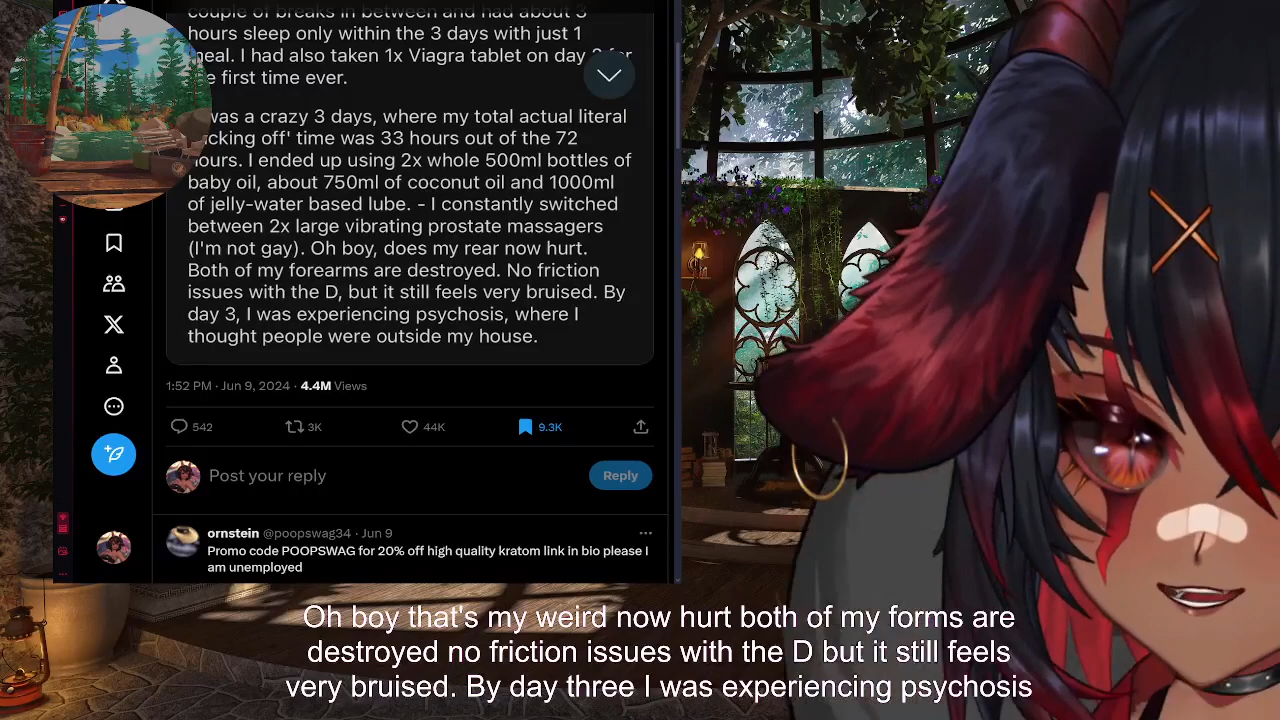 couple of breaks in between and had about 3
hours sleep only within the 3 days with just 1
meal. I had also taken 1x Viagra tablet on day
first time ever.
was a crazy 3 days, where my total actual literal
off' time was 33 hours out of the 72
hours. I ended up using 2x whole 500ml bottles of
baby oil, about 750ml of coconut oil and 1000ml
of jelly-water based lube. - I constantly switched
between 2x large vibrating prostate massagers
(I'm not gay). Oh boy, does my rear now hurt.
Both of my forearms are destroyed. No friction
issues with the D, but it still feels very bruised. By
day 3, I was experiencing psychosis, where I
thought people were outside my house.
1:52 PM · Jun 9, 2024 · 4.4M Views
542 3K 44K 9.3K
Post your reply Reply
ornstein @poopswag34 · Jun 9 ···
Promo code POOPSWAG for 20% off high quality kratom link in bio please I
am unemployed
Oh boy that's my weird now hurt both of my forms are
destroyed no friction issues with the D but it still feels
very bruised. By day three I was experiencing psychosis